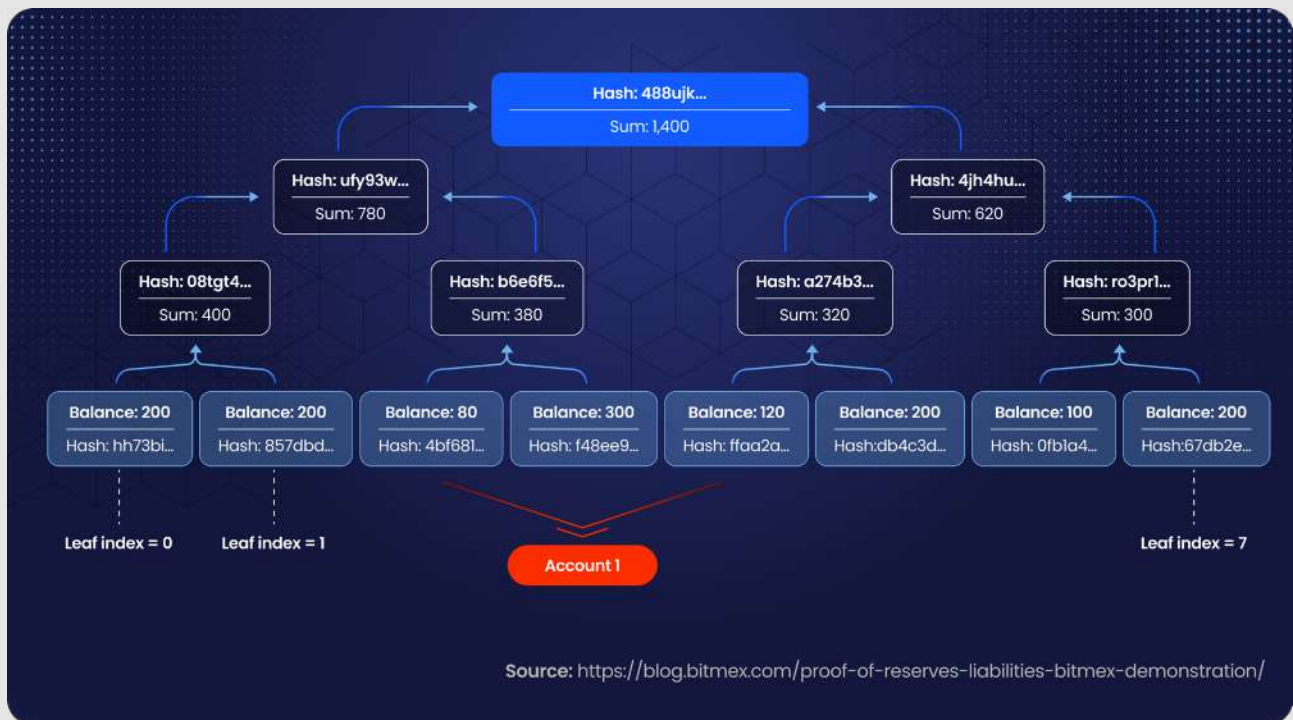 Hash: 488ujk...
Sum: 1,400
Hash: ufy93w...
Sum: 780
Hash: 4jh4hu...
Sum: 620
Hash: 08tgt4...
Sum: 400
Hash: b6e6f5...
Sum: 380
Hash: a274b3...
Sum: 320
Hash: ro3pr1...
Sum: 300
Balance: 200
Hash: hh73bi...
Balance: 200
Hash: 857dbd...
Balance: 80
Hash: 4bf681...
Balance: 300
Hash: f48ee9...
Balance: 120
Hash: ffaa2a...
Balance: 200
Hash:db4c3d...
Balance: 100
Hash: 0fb1a4...
Balance: 200
Hash:67db2e...
Leaf index = 0
Leaf index = 1
Leaf index = 7
Account 1
Source: https://blog.bitmex.com/proof-of-reserves-liabilities-bitmex-demonstration/